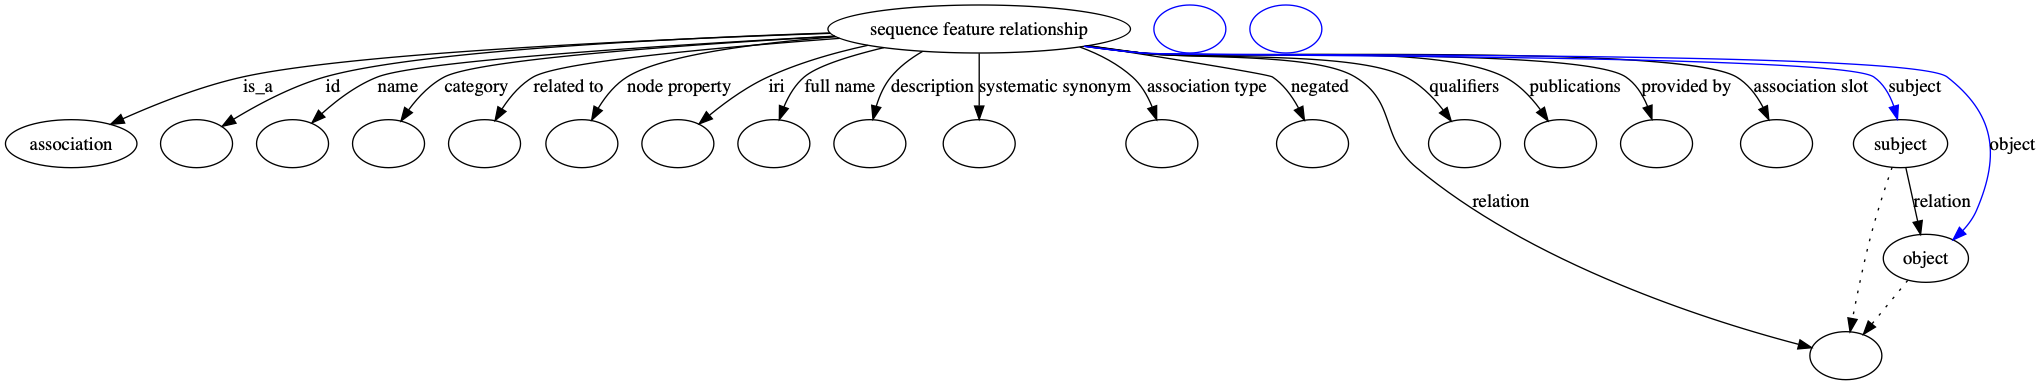 sequence feature relationship
is_a
id
name
category
related to
node property
iri
full name
description
systematic synonym
association type
negated
qualifiers
publications
provided by
association slot
subject
association
subject
object
relation
relation
object